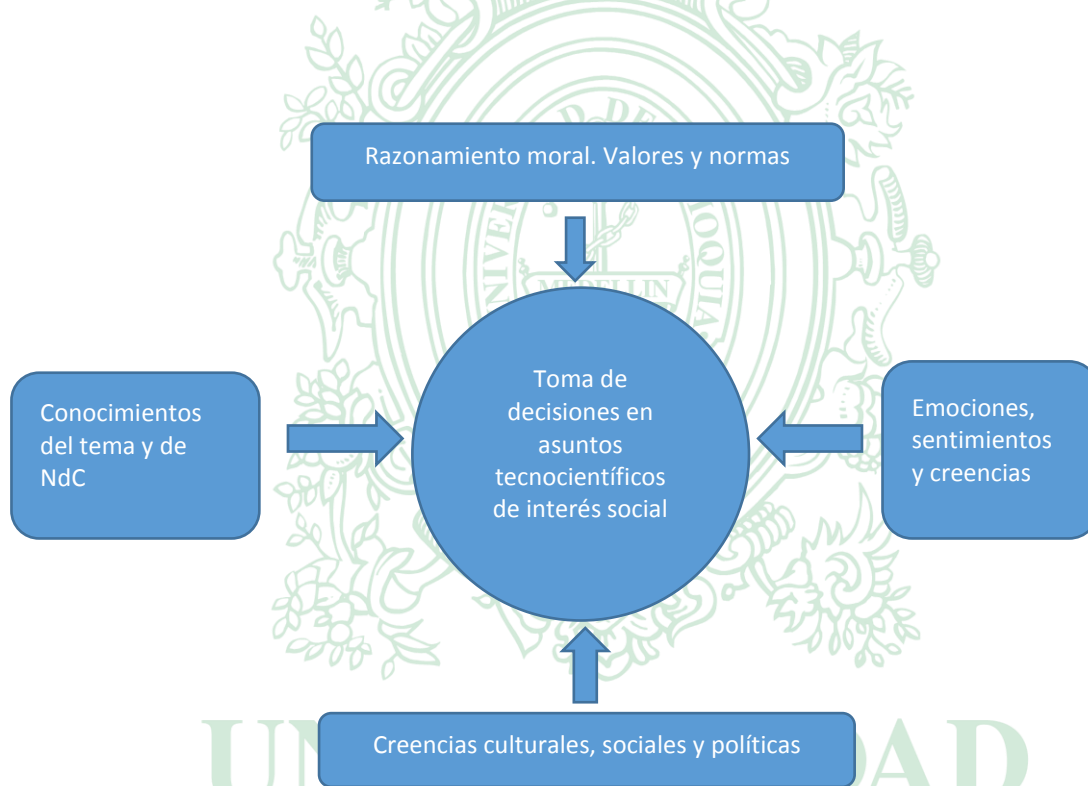 Razonamiento moral. Valores y normas
MEDELLIN
Conocimientos
del tema y de
NdC
Toma de
decisiones en
asuntos
tecnocientíficos
de interés social
Emociones,
sentimientos
y creencias
Creencias culturales, sociales y políticas